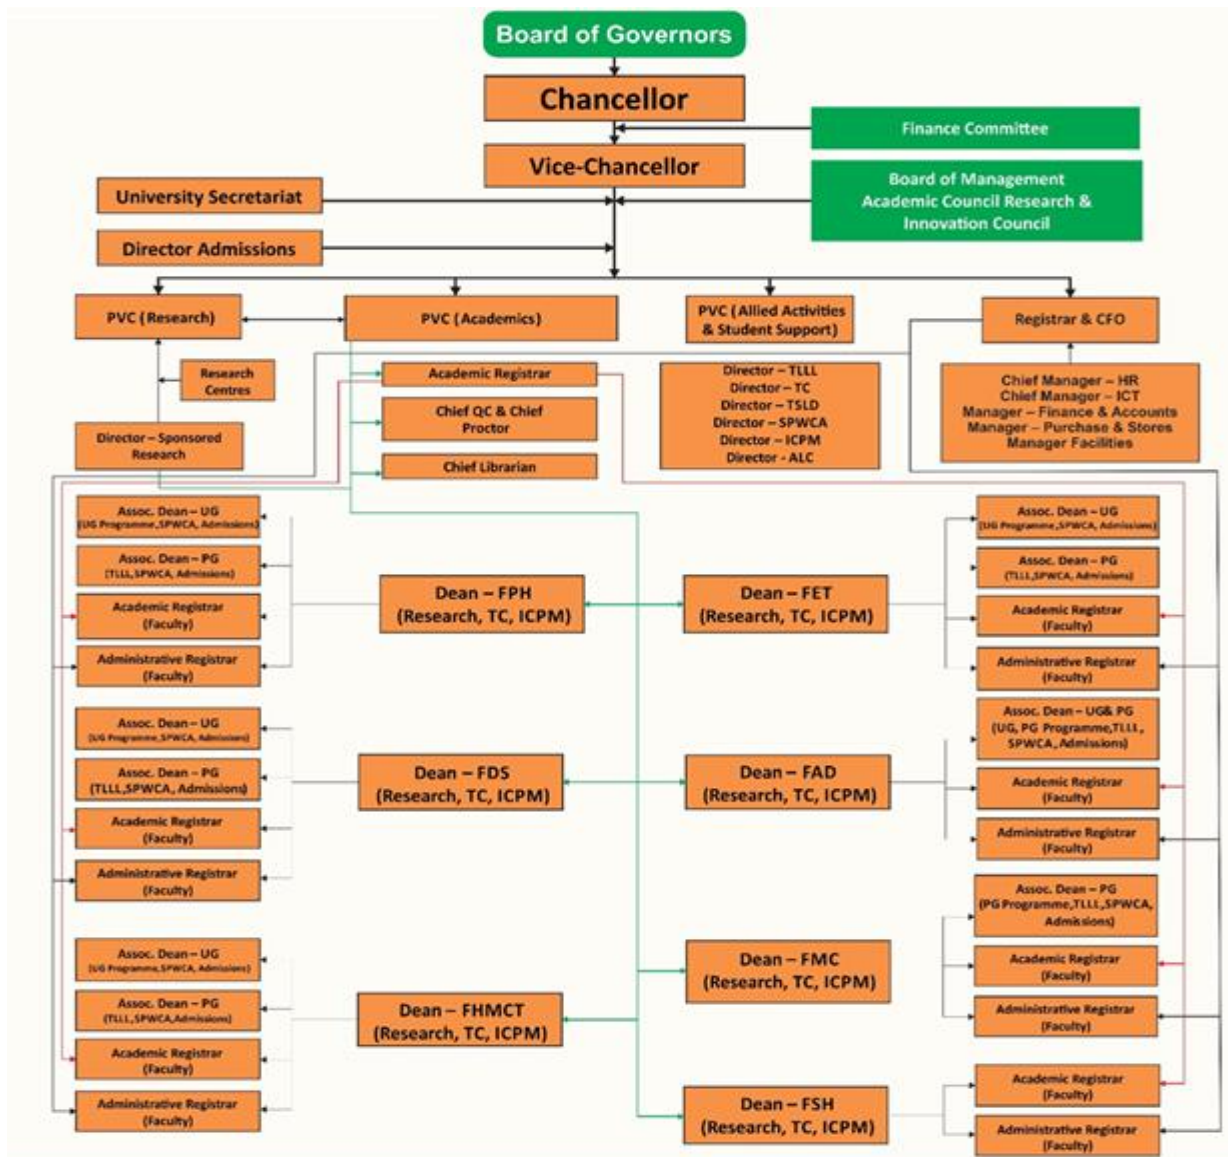 Board of Governors
Chancellor
Finance Committee
Vice-Chancellor
Board of Management
Academic Council Research &
Innovation Council
University Secretariat
Director Admissions
PVC (Research)
PVC (Academics)
PVC (Allied Activities
& Student Support)
Registrar & CFO
Research
Centres
Academic Registrar
Chief QC & Chief
Proctor
Chief Librarian
Director – Sponsored
Research
Director – TLLL
Director – TC
Director – TSLD
Director – SPWCA
Director – ICPM
Director - ALC
Chief Manager – HR
Chief Manager – ICT
Manager – Finance & Accounts
Manager – Purchase & Stores
Manager Facilities
Assoc. Dean – UG
(UG Programme,SPWCA, Admissions)
Assoc. Dean – PG
(TLLL,SPWCA, Admissions)
Academic Registrar
(Faculty)
Administrative Registrar
(Faculty)
Dean – FPH
(Research, TC, ICPM)
Dean – FET
(Research, TC, ICPM)
Assoc. Dean – UG
(UG Programme,SPWCA, Admissions)
Assoc. Dean – PG
(TLLL,SPWCA, Admissions)
Academic Registrar
(Faculty)
Administrative Registrar
(Faculty)
Assoc. Dean – UG
(UG Programme,SPWCA, Admissions)
Assoc. Dean – PG
(TLLL,SPWCA, Admissions)
Academic Registrar
(Faculty)
Administrative Registrar
(Faculty)
Dean – FDS
(Research, TC, ICPM)
Dean – FAD
(Research, TC, ICPM)
Assoc. Dean – UG& PG
(UG, PG Programme,TLLL,
SPWCA, Admissions)
Academic Registrar
(Faculty)
Administrative Registrar
(Faculty)
Assoc. Dean – UG
(UG Programme,SPWCA, Admissions)
Assoc. Dean – PG
(TLLL,SPWCA,Admissions)
Academic Registrar
(Faculty)
Administrative Registrar
(Faculty)
Dean – FHMCT
(Research, TC, ICPM)
Dean – FMC
(Research, TC, ICPM)
Assoc. Dean – PG
(PG Programme,TLLL,SPWCA,
Admissions)
Academic Registrar
(Faculty)
Administrative Registrar
(Faculty)
Dean – FSH
(Research, TC, ICPM)
Academic Registrar
(Faculty)
Administrative Registrar
(Faculty)